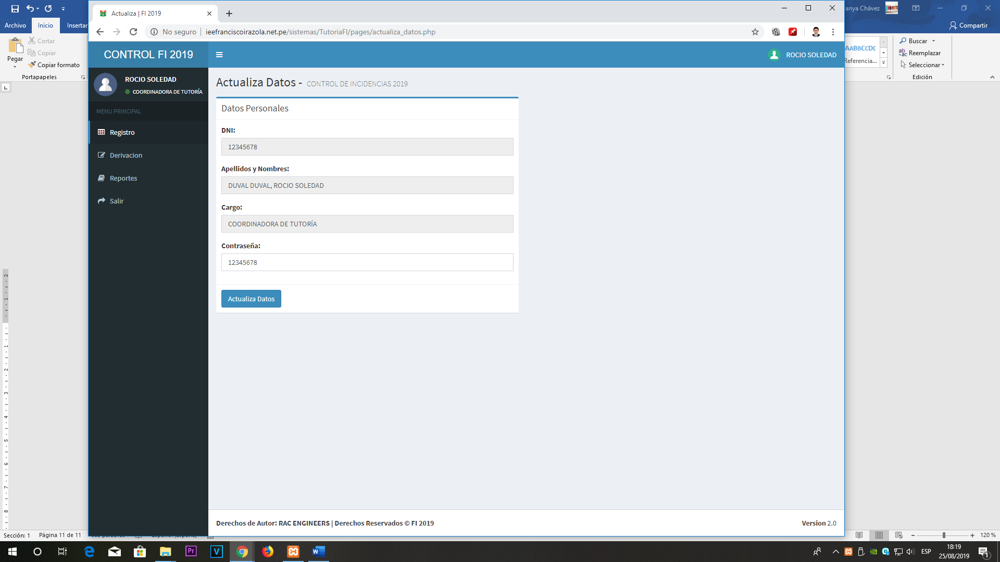 Actualiza | FI 2019
anya Chávez
Archivo
Inicio
Insertar
Compartir
No seguro
ieefranciscoirazola.net.pe/sistemas/TutoriaFI/pages/actualiza_datos.php
Cortar
Copiar
Pegar
Copiar formato
Portapapeles
AABBCCDE
Referencia...
Buscar
Reemplazar
Seleccionar
Edición
CONTROL FI 2019
ROCIO SOLEDAD
ROCIO SOLEDAD
COORDINADORA DE TUTORÍA
MENU PRINCIPAL
Registro
Derivacion
Reportes
Salir
Actualiza Datos - CONTROL DE INCIDENCIAS 2019
Datos Personales
DNI:
12345678
Apellidos y Nombres:
DUVAL DUVAL, ROCIO SOLEDAD
Cargo:
COORDINADORA DE TUTORÍA
Contraseña:
12345678
Actualiza Datos
Derechos de Autor: RAC ENGINEERS | Derechos Reservados © FI 2019
Version 2.0
Sección: 1
Página 11 de 11
120 %
ESP
18:19
25/08/2019